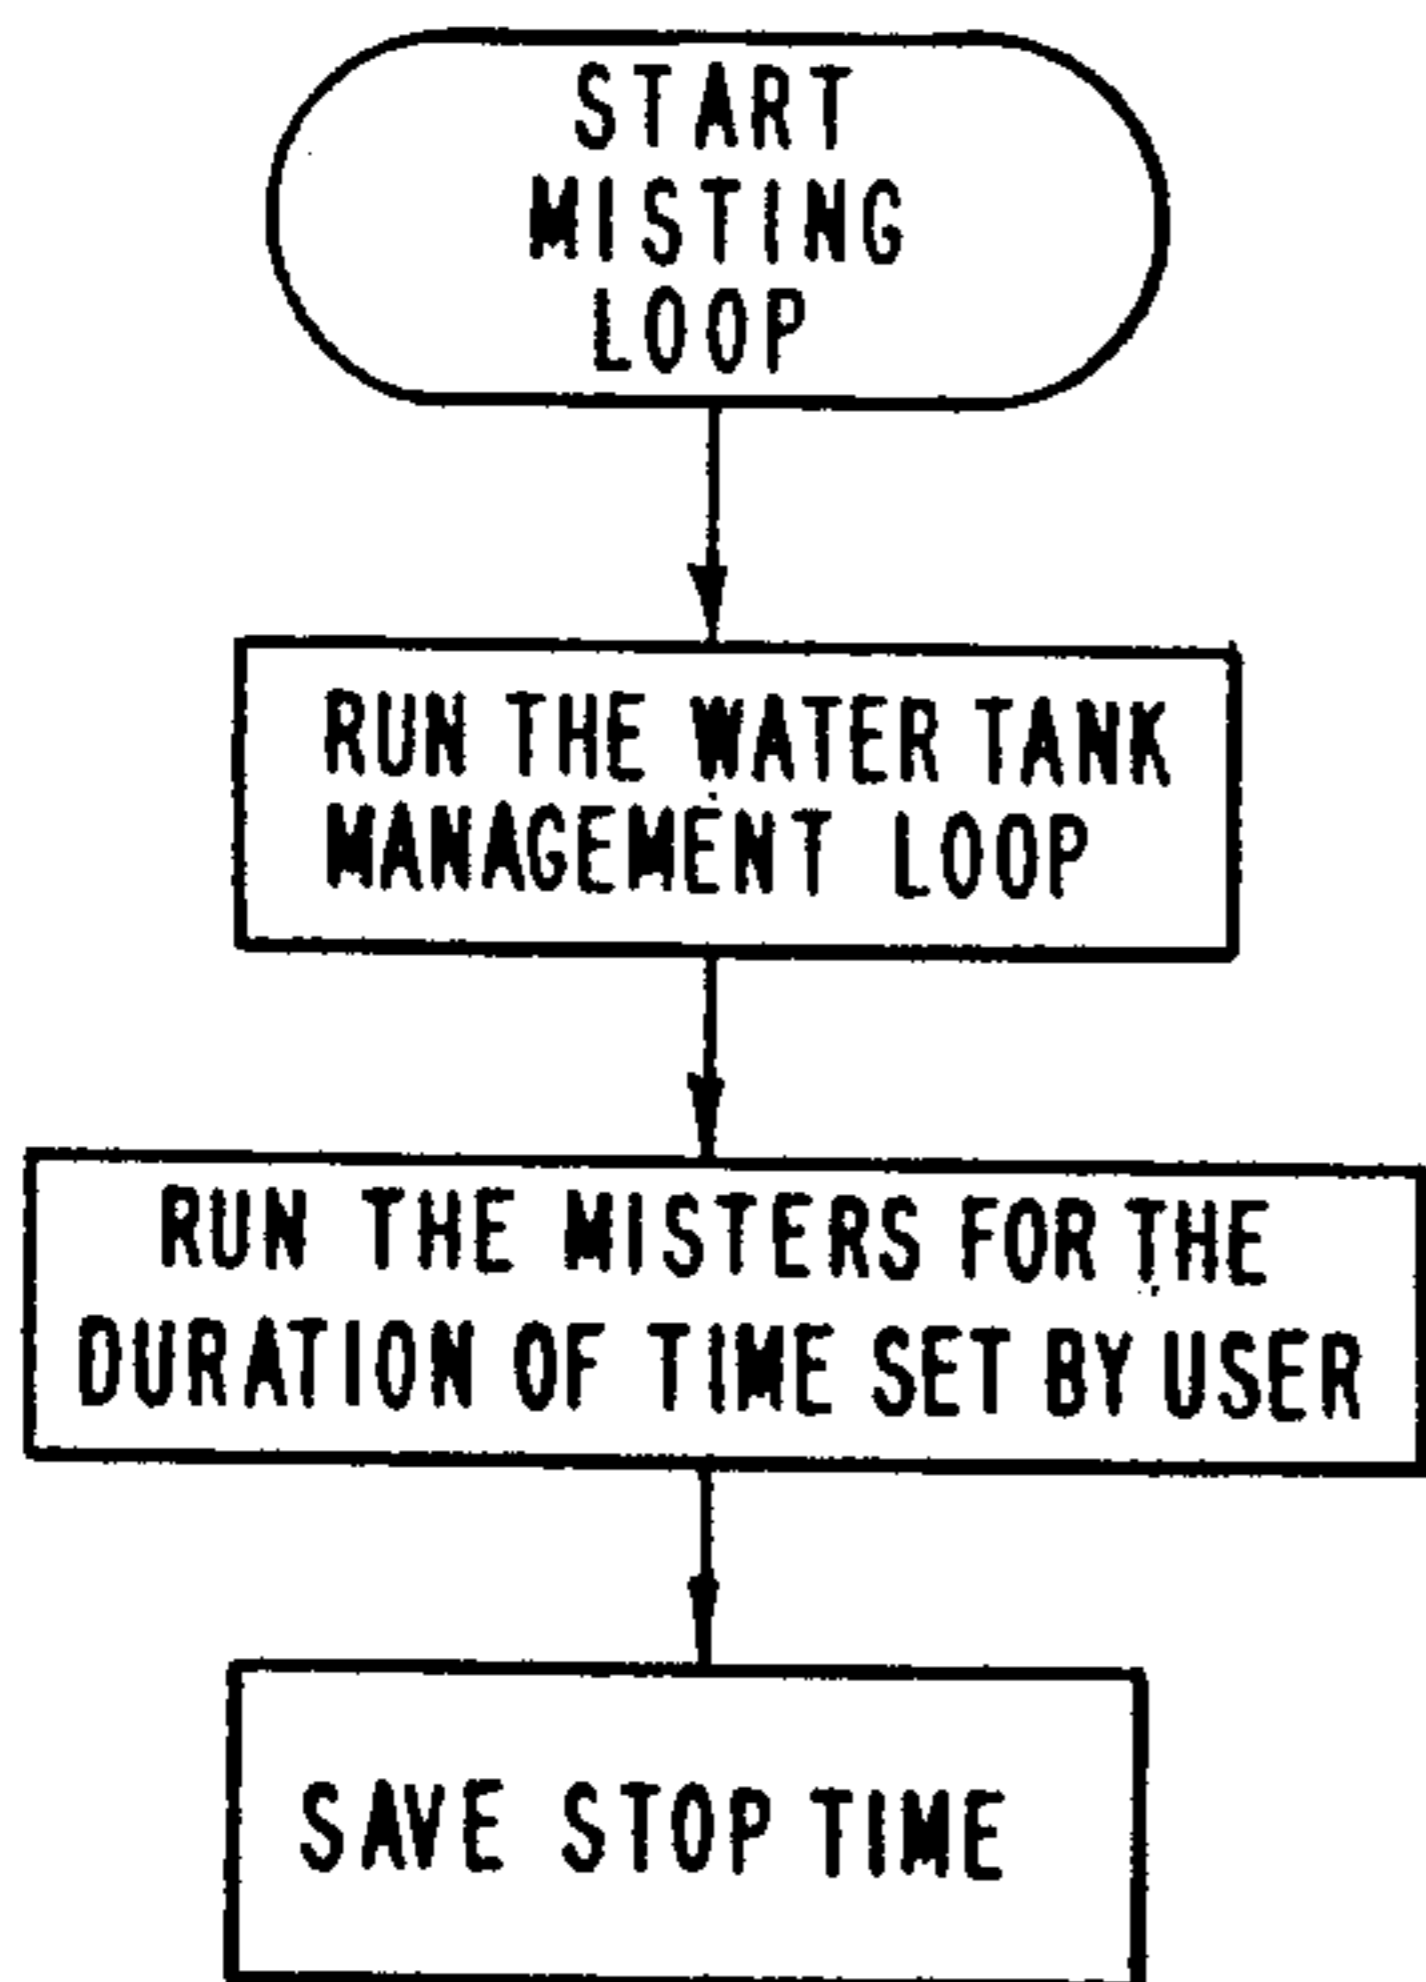 START
MISTING
LOOP
RUN THE WATER TANK
MANAGEMENT LOOP
RUN THE MISTERS FOR THE
DURATION OF TIME SET BY USER
SAVE STOP TIME